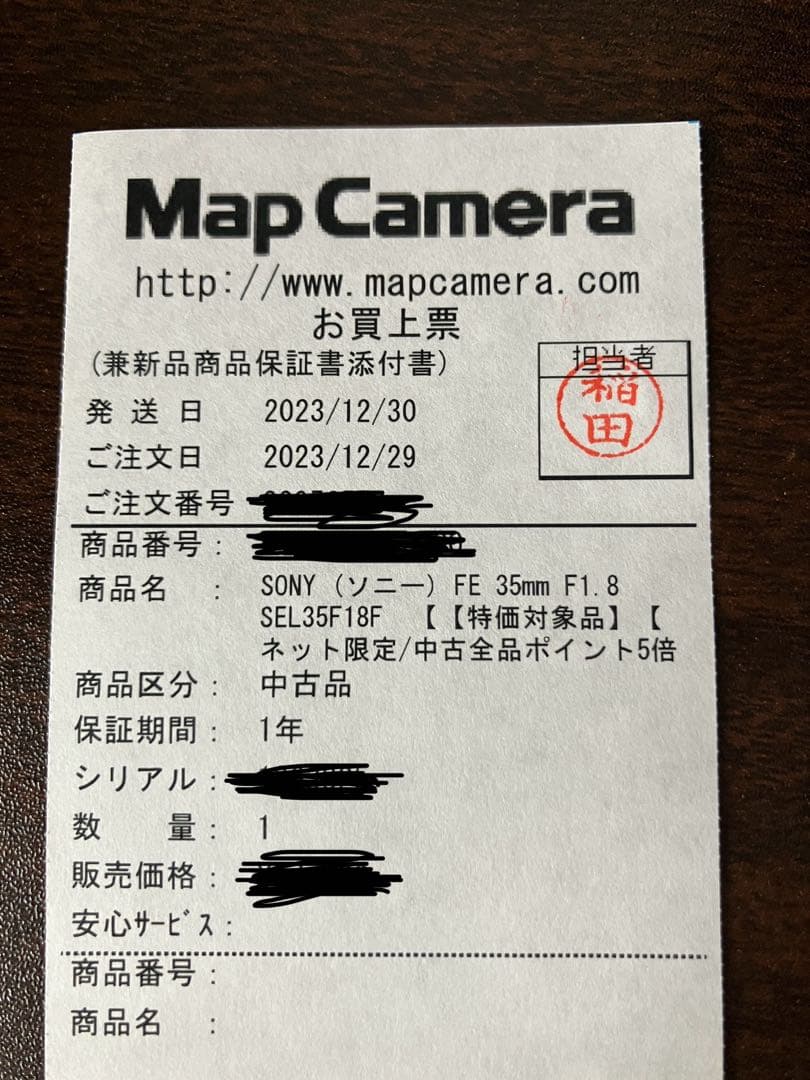 Map Camera
http://www.mapcamera.com
お買上票
(兼新品商品保証書添付書)
担当者
稲田
発送日 2023/12/30
ご注文日 2023/12/29
ご注文番号
商品番号：
商品名 ： SONY (ソニー) FE 35mm F1.8
SEL35F18F 【【特価対象品】【
ネット限定/中古全品ポイント5倍
商品区分： 中古品
保証期間： 1年
シリアル：
数 量： 1
販売価格：
安心ｻｰﾋﾞｽ：
商品番号：
商品名 ：